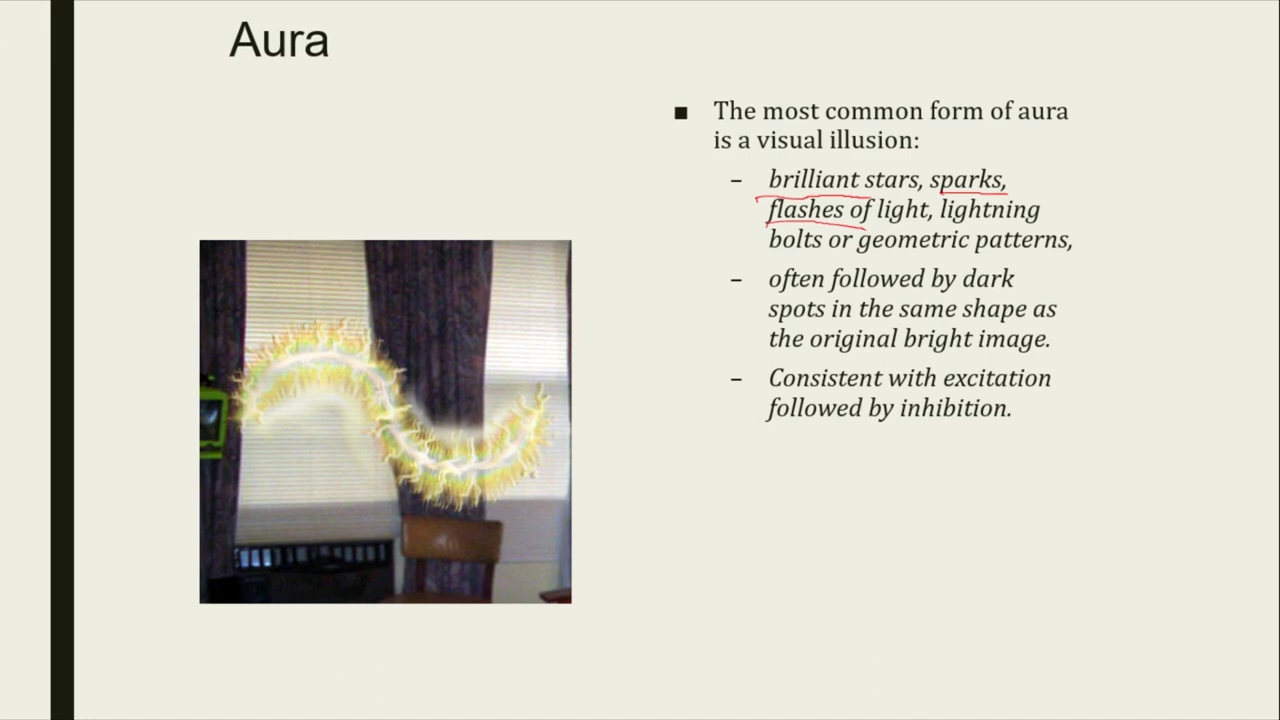 Aura
■ The most common form of aura
is a visual illusion:
– brilliant stars, sparks,
flashes of light, lightning
bolts or geometric patterns,
– often followed by dark
spots in the same shape as
the original bright image.
– Consistent with excitation
followed by inhibition.